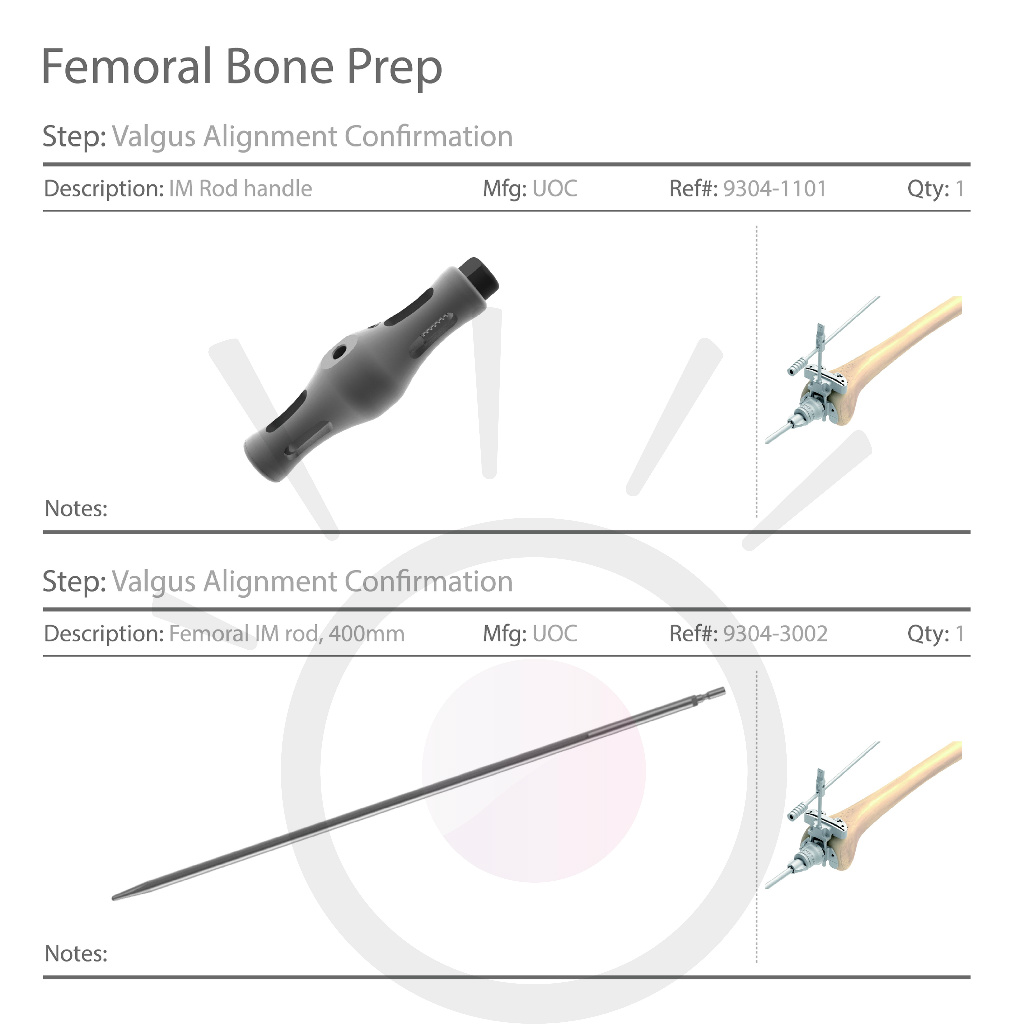 Femoral Bone Prep
Step: Valgus Alignment Confirmation
Description: IM Rod handle Mfg: UOC Ref#: 9304-1101 Qty: 1
Notes:
Step: Valgus Alignment Confirmation
Description: Femoral IM rod, 400mm Mfg: UOC Ref#: 9304-3002 Qty: 1
Notes: